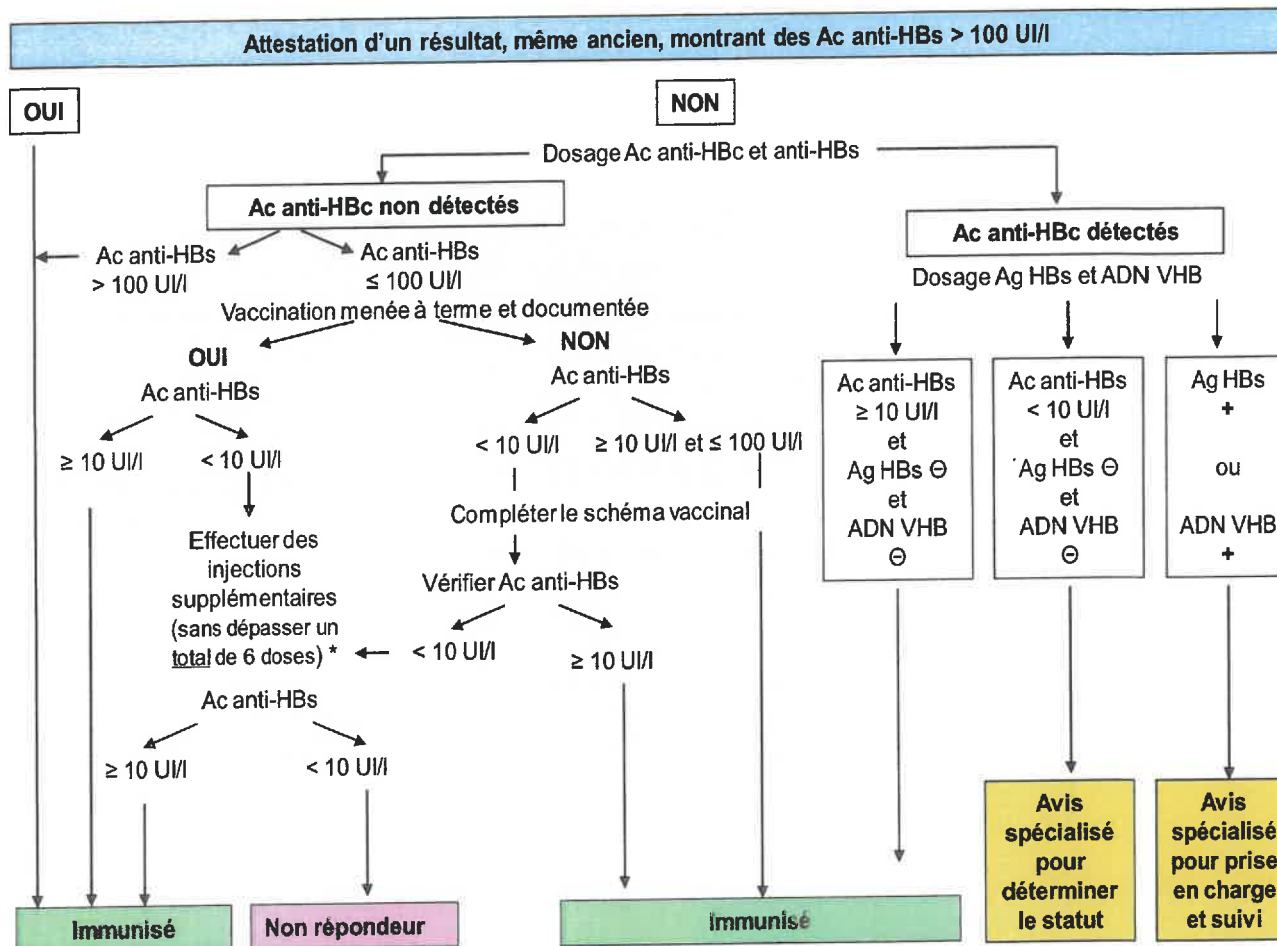 Attestation d'un résultat, même ancien, montrant des Ac anti-HBs > 100 UI/l
OUI
NON
Dosage Ac anti-HBc et anti-HBs
Ac anti-HBc non détectés
Ac anti-HBs
> 100 UI/l
Ac anti-HBs
≤ 100 UI/l
Vaccination menée à terme et documentée
OUI
Ac anti-HBs
≥ 10 UI/l
< 10 UI/l
Effectuer des
injections
supplémentaires
(sans dépasser un
total de 6 doses) *
Ac anti-HBs
≥ 10 UI/l
< 10 UI/l
NON
Ac anti-HBs
< 10 UI/l
≥ 10 UI/l et ≤ 100 UI/l
Compléter le schéma vaccinal
Vérifier Ac anti-HBs
< 10 UI/l
≥ 10 UI/l
Ac anti-HBc détectés
Dosage Ag HBs et ADN VHB
Ac anti-HBs
≥ 10 UI/l
et
Ag HBs ⊖
et
ADN VHB
⊖
Ac anti-HBs
< 10 UI/l
et
Ag HBs ⊖
et
ADN VHB
⊖
Ag HBs
+
ou
ADN VHB
+
Immunisé
Non répondeur
Immunisé
Avis
spécialisé
pour
déterminer
le statut
Avis
spécialisé
pour prise
en charge
et suivi